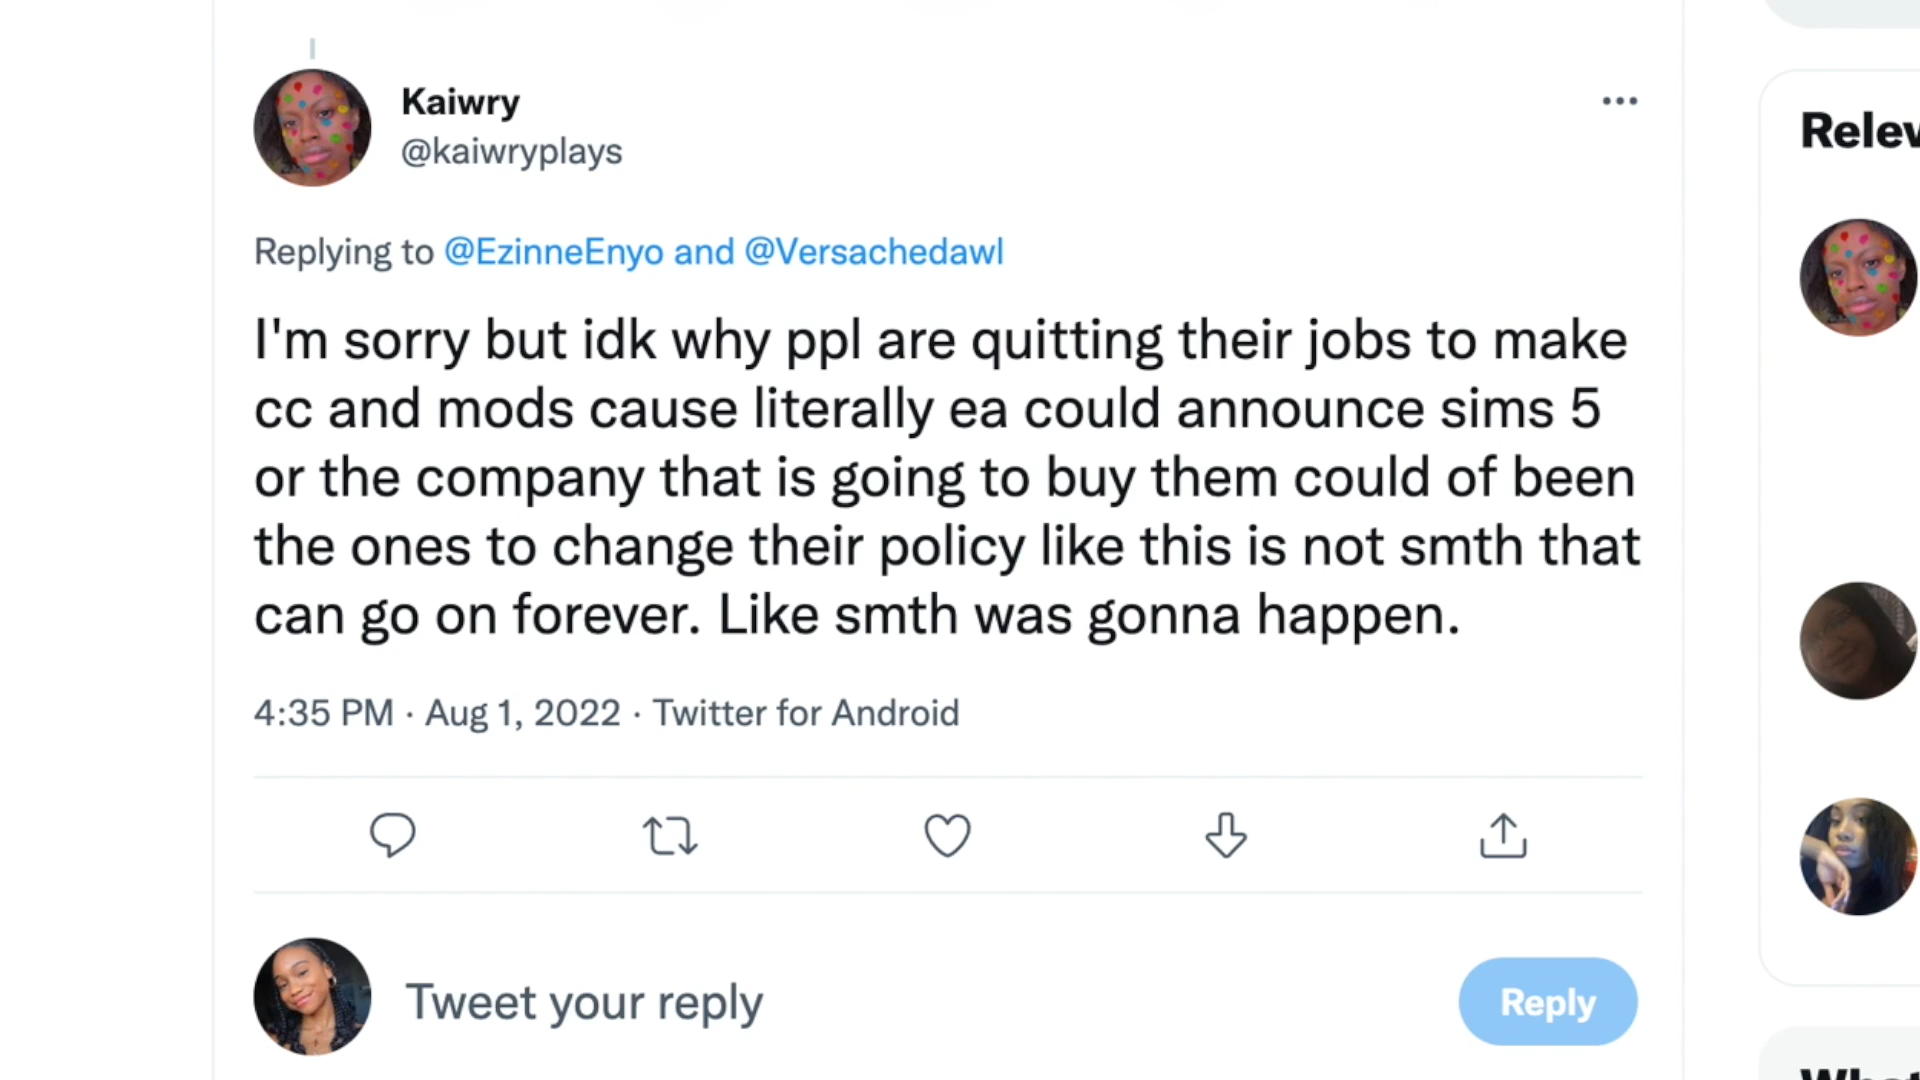 Kaiwry
@kaiwryplays
Replying to @EzinneEnyo and @Versachedawl
I'm sorry but idk why ppl are quitting their jobs to make
cc and mods cause literally ea could announce sims 5
or the company that is going to buy them could of been
the ones to change their policy like this is not smth that
can go on forever. Like smth was gonna happen.
4:35 PM · Aug 1, 2022 · Twitter for Android
Tweet your reply
Reply